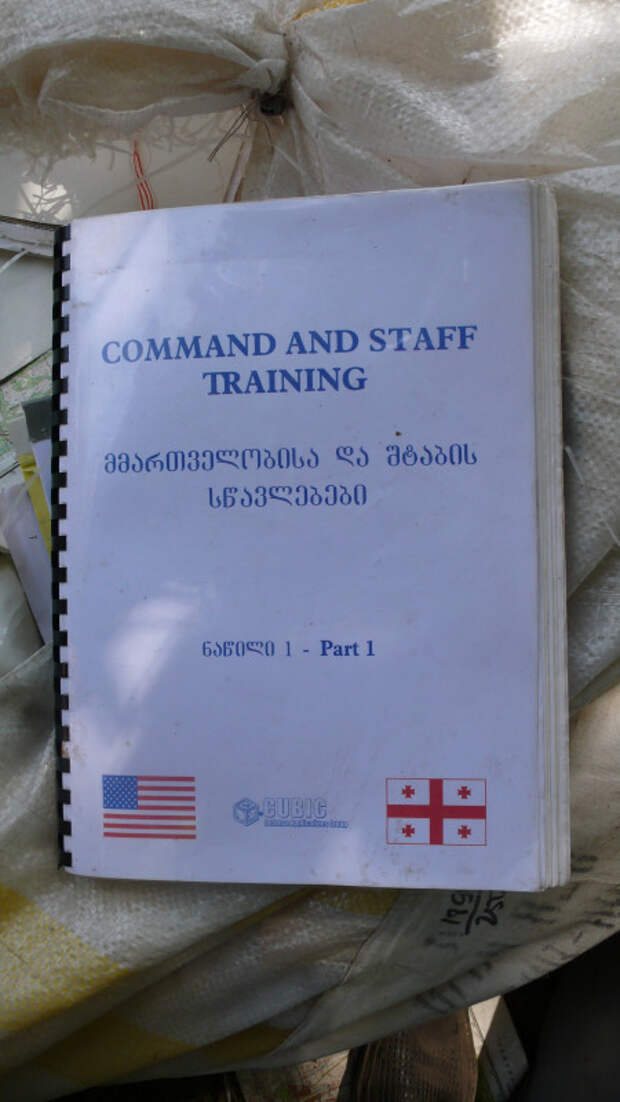 COMMAND AND STAFF
TRAINING
მმართველობისა და შტაბის
სწავლებები
ნაწილი 1 - Part 1
CUBIC